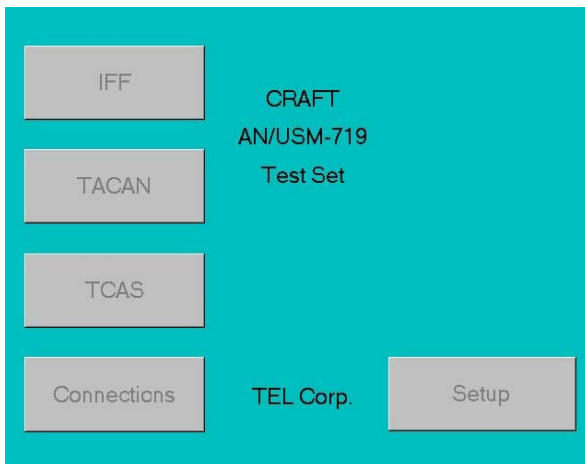 IFF
CRAFT
AN/USM-719
Test Set
TACAN
TCAS
Connections
TEL Corp.
Setup